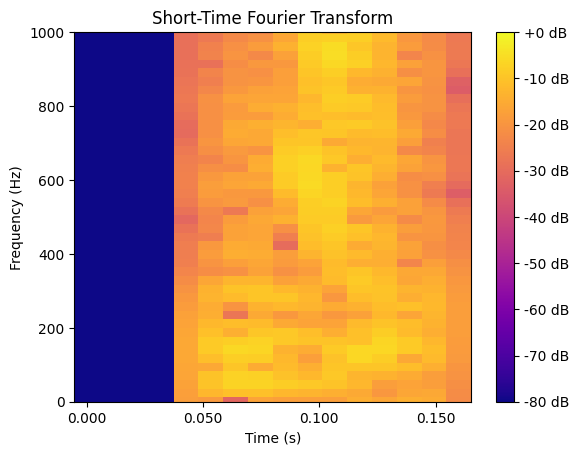 Short-Time Fourier Transform
1000
800
600
400
200
0
Frequency (Hz)
0.000
0.050
0.100
0.150
Time (s)
+0 dB
-10 dB
-20 dB
-30 dB
-40 dB
-50 dB
-60 dB
-70 dB
-80 dB